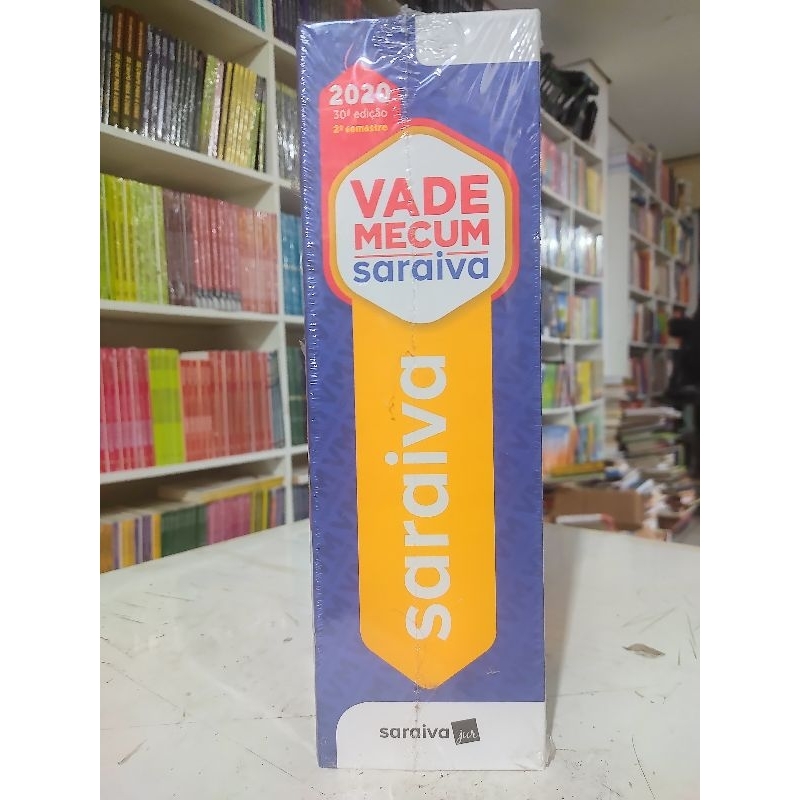 2020
30ª edição
2º semestre
VADE
MECUM
saraiva
saraiva
saraiva jur